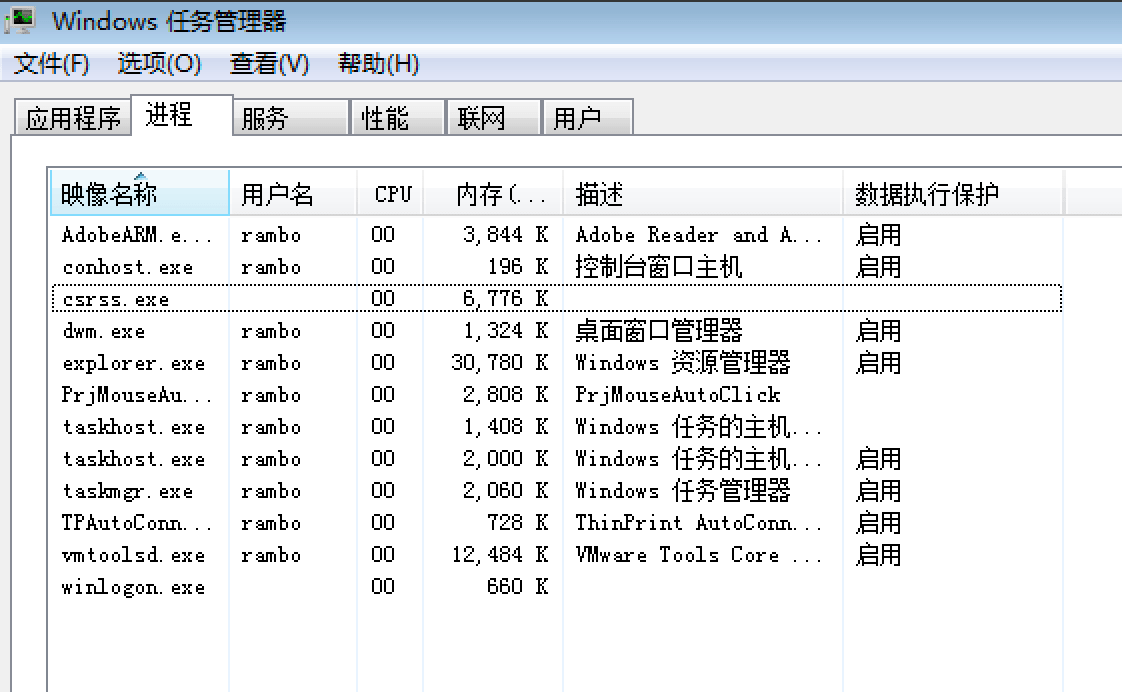 Windows 任务管理器
文件(F) 选项(O) 查看(V) 帮助(H)
应用程序 进程 服务 性能 联网 用户
映像名称 用户名 CPU 内存(... 描述 数据执行保护
AdobeARM.e... rambo 00 3,844 K Adobe Reader and A... 启用
conhost.exe rambo 00 196 K 控制台窗口主机 启用
csrss.exe 00 6,776 K
dwm.exe rambo 00 1,324 K 桌面窗口管理器 启用
explorer.exe rambo 00 30,780 K Windows 资源管理器 启用
PrjMouseAu... rambo 00 2,808 K PrjMouseAutoClick
taskhost.exe rambo 00 1,408 K Windows 任务的主机...
taskhost.exe rambo 00 2,000 K Windows 任务的主机... 启用
taskmgr.exe rambo 00 2,060 K Windows 任务管理器 启用
TPAutoConn... rambo 00 728 K ThinPrint AutoConn... 启用
vmtoolsd.exe rambo 00 12,484 K VMware Tools Core ... 启用
winlogon.exe 00 660 K